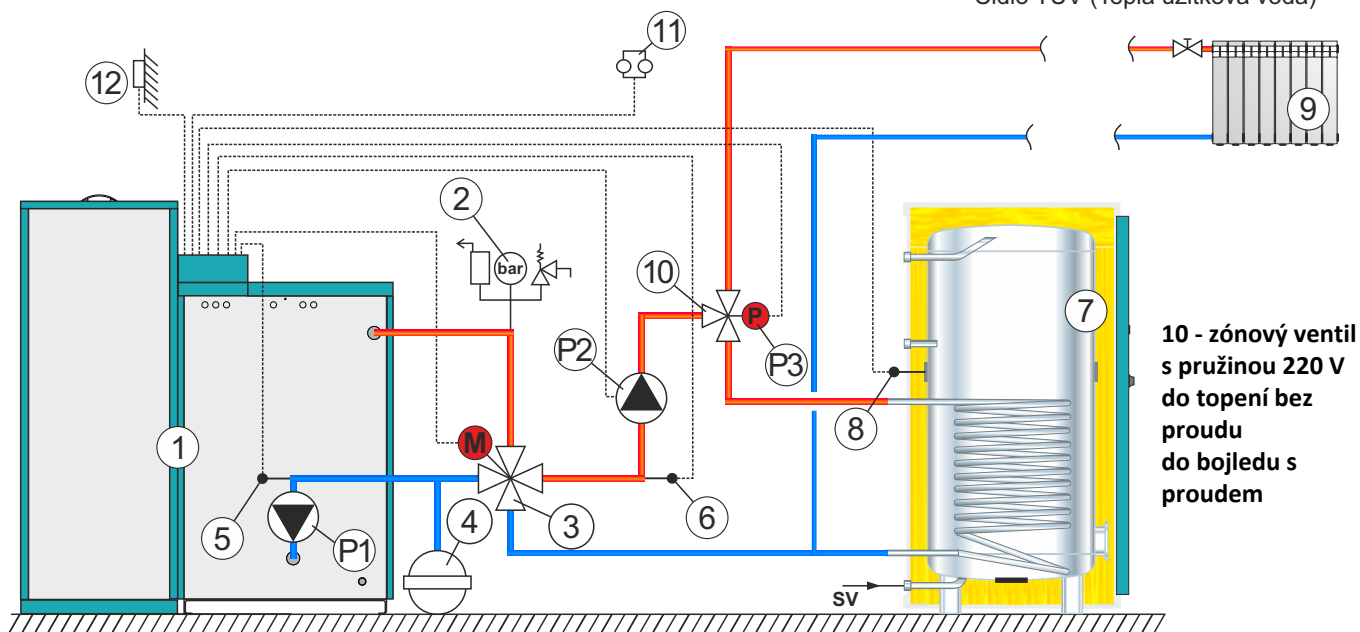 Čidlo TUV (Teplá užitková voda)
11
12
9
2
bar
10
7
P
P2
P3
10 - zónový ventil
s pružinou 220 V
do topení bez
proudu
do bojledu s
proudem
8
1
M
5
4
3
6
P1
SV